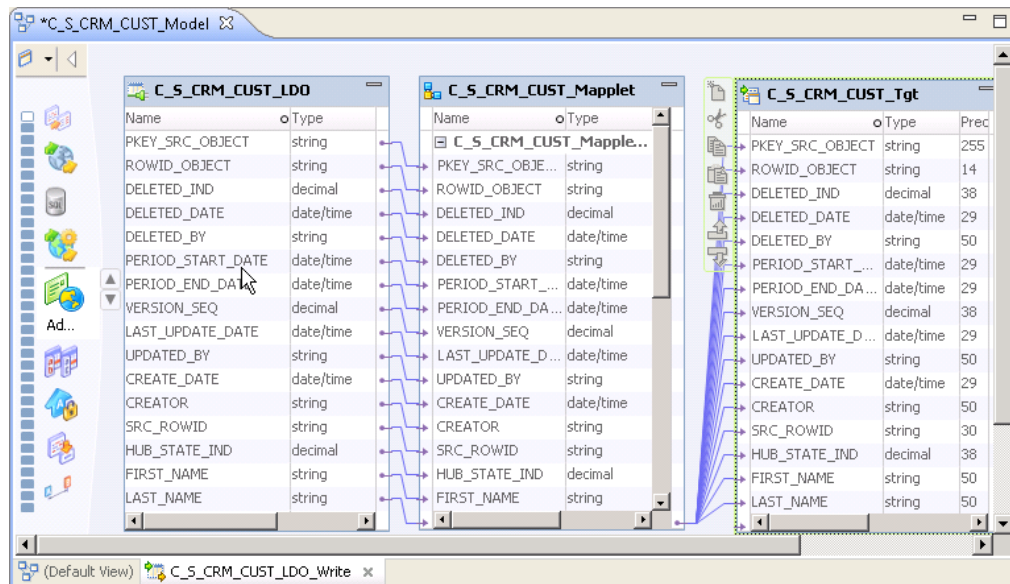 *C_S_CRM_CUST_Model
C_S_CRM_CUST_LDO
Name Type
PKEY_SRC_OBJECT string
ROWID_OBJECT string
DELETED_IND decimal
DELETED_DATE date/time
DELETED_BY string
PERIOD_START_DATE date/time
PERIOD_END_DAT date/time
VERSION_SEQ decimal
LAST_UPDATE_DATE date/time
UPDATED_BY string
CREATE_DATE date/time
CREATOR string
SRC_ROWID string
HUB_STATE_IND decimal
FIRST_NAME string
LAST_NAME string
C_S_CRM_CUST_Mapplet
Name Type
C_S_CRM_CUST_Mapple...
PKEY_SRC_OBJE... string
ROWID_OBJECT string
DELETED_IND decimal
DELETED_DATE date/time
DELETED_BY string
PERIOD_START_... date/time
PERIOD_END_DA... date/time
VERSION_SEQ decimal
LAST_UPDATE_D... date/time
UPDATED_BY string
CREATE_DATE date/time
CREATOR string
SRC_ROWID string
HUB_STATE_IND decimal
FIRST_NAME string
C_S_CRM_CUST_Tgt
Name Type Prec
PKEY_SRC_OBJECT string 255
ROWID_OBJECT string 14
DELETED_IND decimal 38
DELETED_DATE date/time 29
DELETED_BY string 50
PERIOD_START_... date/time 29
PERIOD_END_DA... date/time 29
VERSION_SEQ decimal 38
LAST_UPDATE_D... date/time 29
UPDATED_BY string 50
CREATE_DATE date/time 29
CREATOR string 50
SRC_ROWID string 30
HUB_STATE_IND decimal 38
FIRST_NAME string 50
LAST_NAME string 50
SQL
Ad...
(Default View) C_S_CRM_CUST_LDO_Write